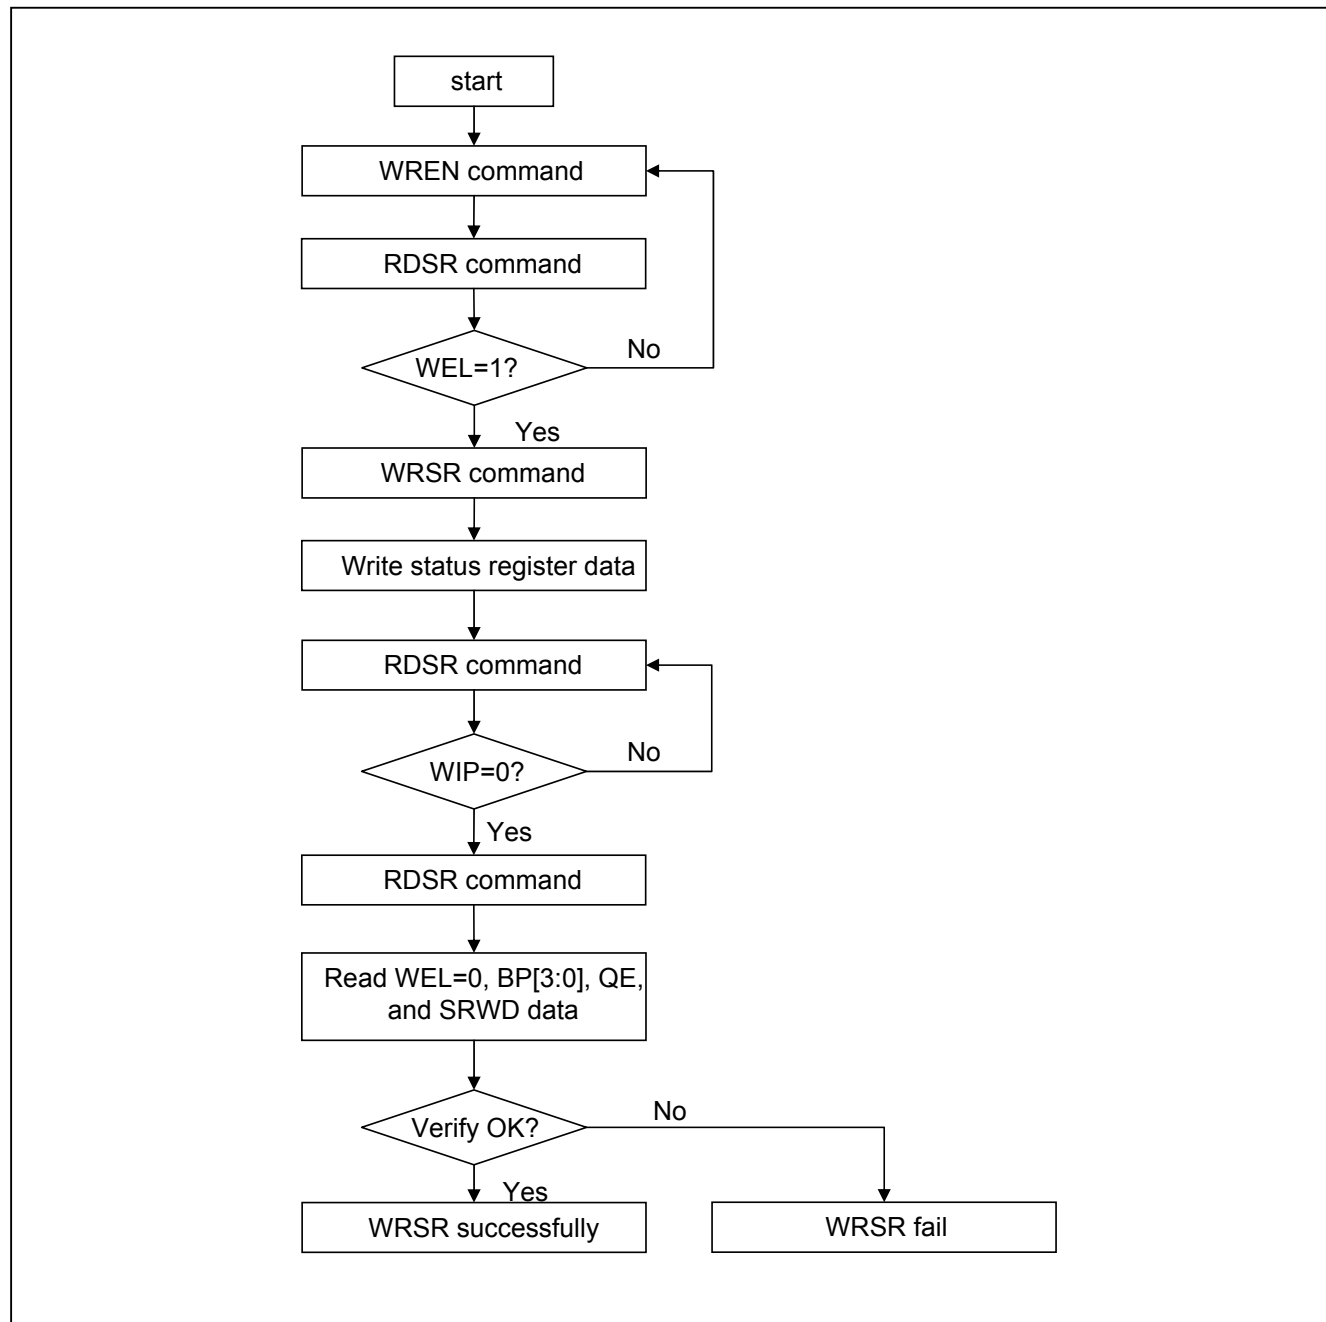 start
WREN command
RDSR command
WEL=1?
No
Yes
WRSR command
Write status register data
RDSR command
WIP=0?
No
Yes
RDSR command
Read WEL=0, BP[3:0], QE,
and SRWD data
Verify OK?
No
Yes
WRSR successfully
WRSR fail